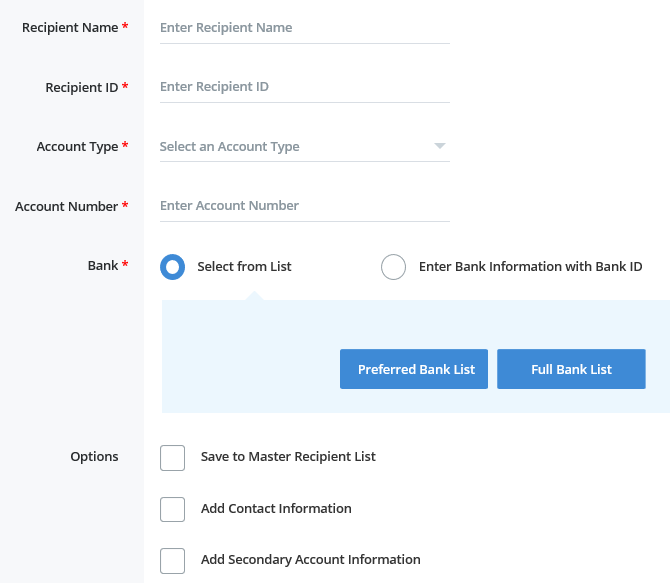 Recipient Name * Enter Recipient Name
Recipient ID * Enter Recipient ID
Account Type * Select an Account Type
Account Number * Enter Account Number
Bank * Select from List Enter Bank Information with Bank ID
Preferred Bank List Full Bank List
Options Save to Master Recipient List
Add Contact Information
Add Secondary Account Information